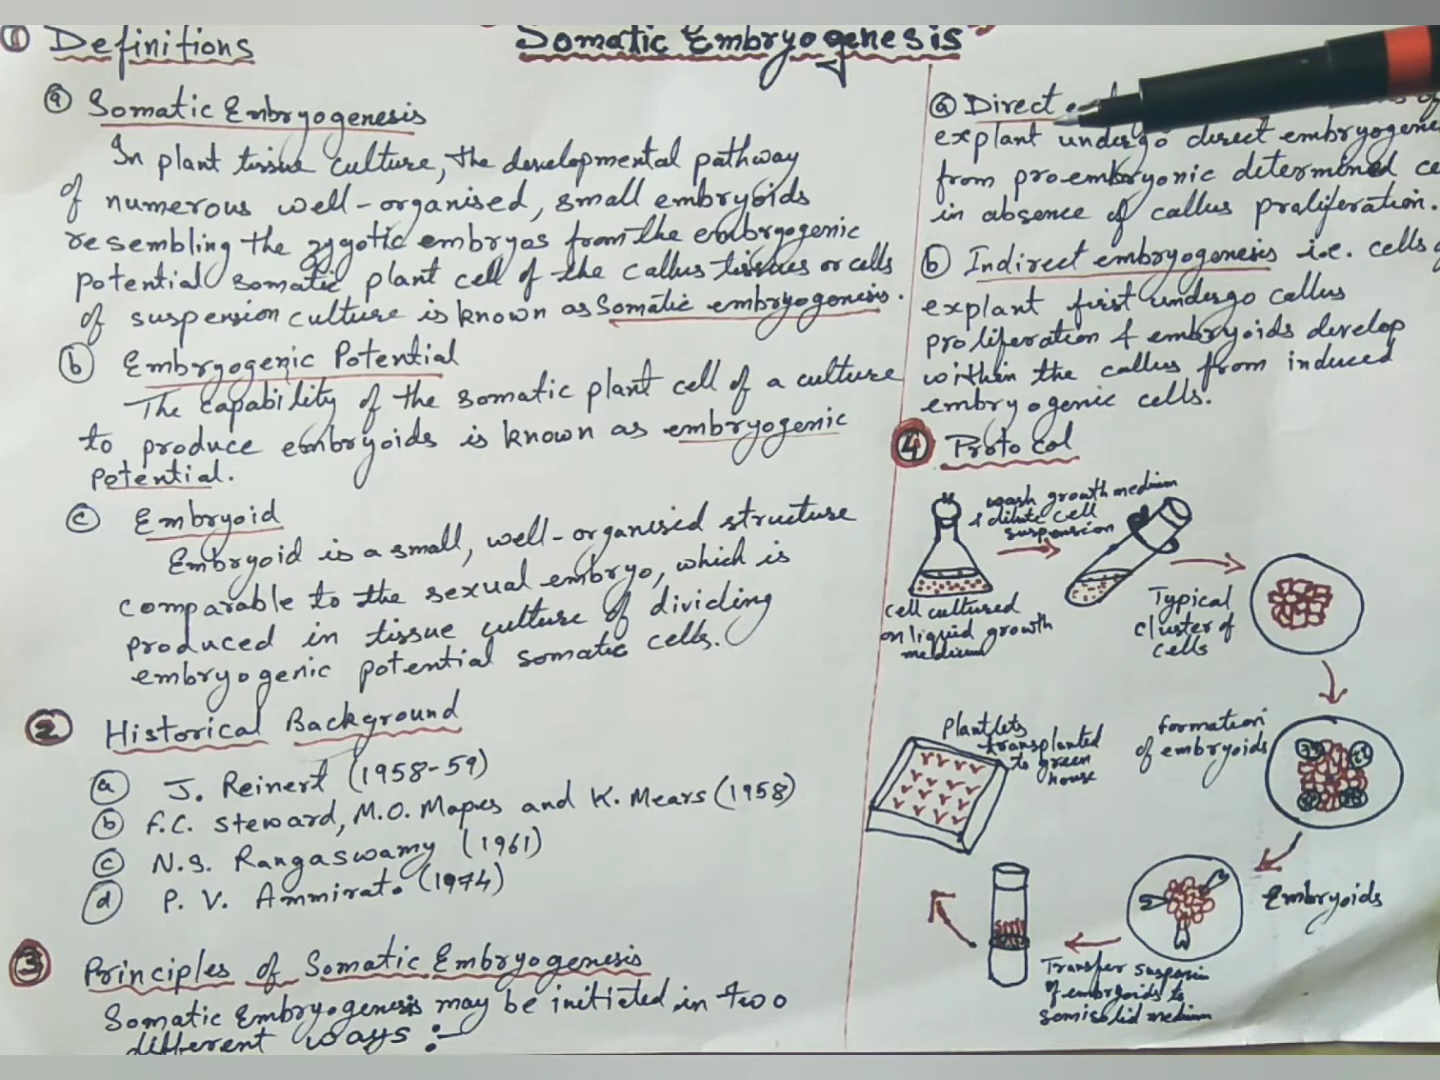 "Somatic Embryogenesis"
① Definitions
ⓐ Somatic Embryogenesis
In plant tissue culture, the developmental pathway
of numerous well-organised, small embryoids
resembling the zygotic embryos from the embrgogenic
potential somatic plant cell of the callus tissues or cells
of suspension culture is known as Somatic embryogenesis.
ⓑ Embryogenic Potential
The capability of the somatic plant cell of a culture
to produce embryoids is known as embryogenic
Potential.
ⓒ Embryoid
Embryoid is a small, well-organised structure
comparable to the sexual embryo, which is
produced in tissue culture of dividing
embryogenic potential somatic cells.
② Historical Background
ⓐ J. Reinert (1958-59)
ⓑ F.C. Steward, M.O. Mapes and K. Mears (1958)
ⓒ N.S. Rangaswamy (1961)
ⓓ P. V. Ammirato (1974)
③ Principles of Somatic Embryogenesis
Somatic Embryogenesis may be initiated in two
different ways :-
ⓐ Direct
explant undergo direct embryogenic
from proembryonic determined ce
in absence of callus proliferation.
ⓑ Indirect embryogenesis i.e. cells
explant first undergo callus
proliferation & embryoids develop
within the callus from induced
embryogenic cells.
④ Protocol
wash growth medium
& dilute cell
suspension
cell cultured
on liquid growth
medium
Typical
cluster of
cells
formation
of embryoids
Embryoids
Transfer suspensi
of embryoids to
semisolid medium
Plantlets
transplanted
to green
house